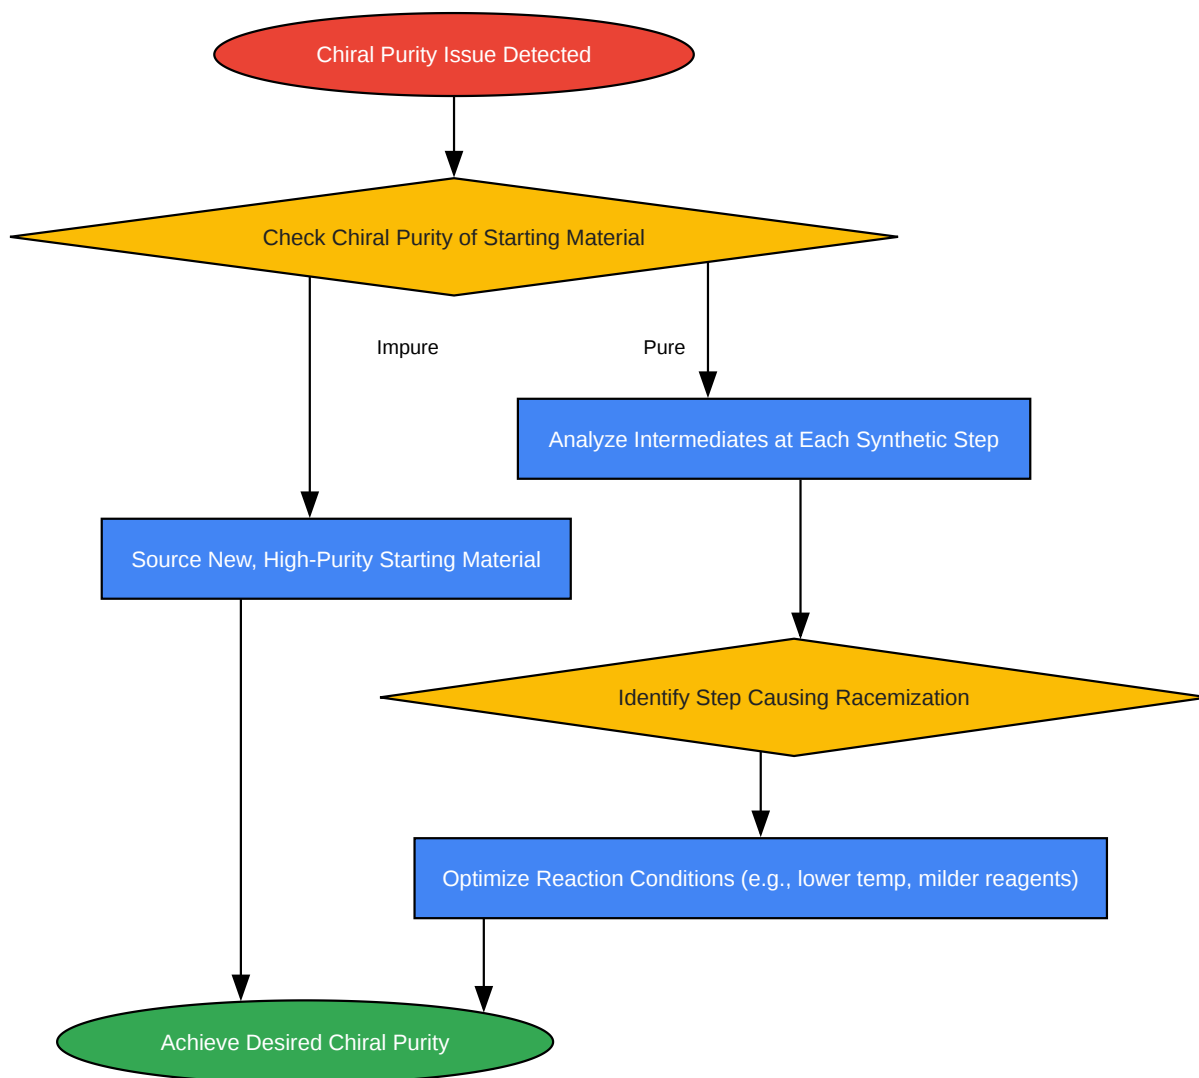 Chiral Purity Issue Detected
Check Chiral Purity of Starting Material
Impure
Pure
Analyze Intermediates at Each Synthetic Step
Source New, High-Purity Starting Material
Identify Step Causing Racemization
Optimize Reaction Conditions (e.g., lower temp, milder reagents)
Achieve Desired Chiral Purity